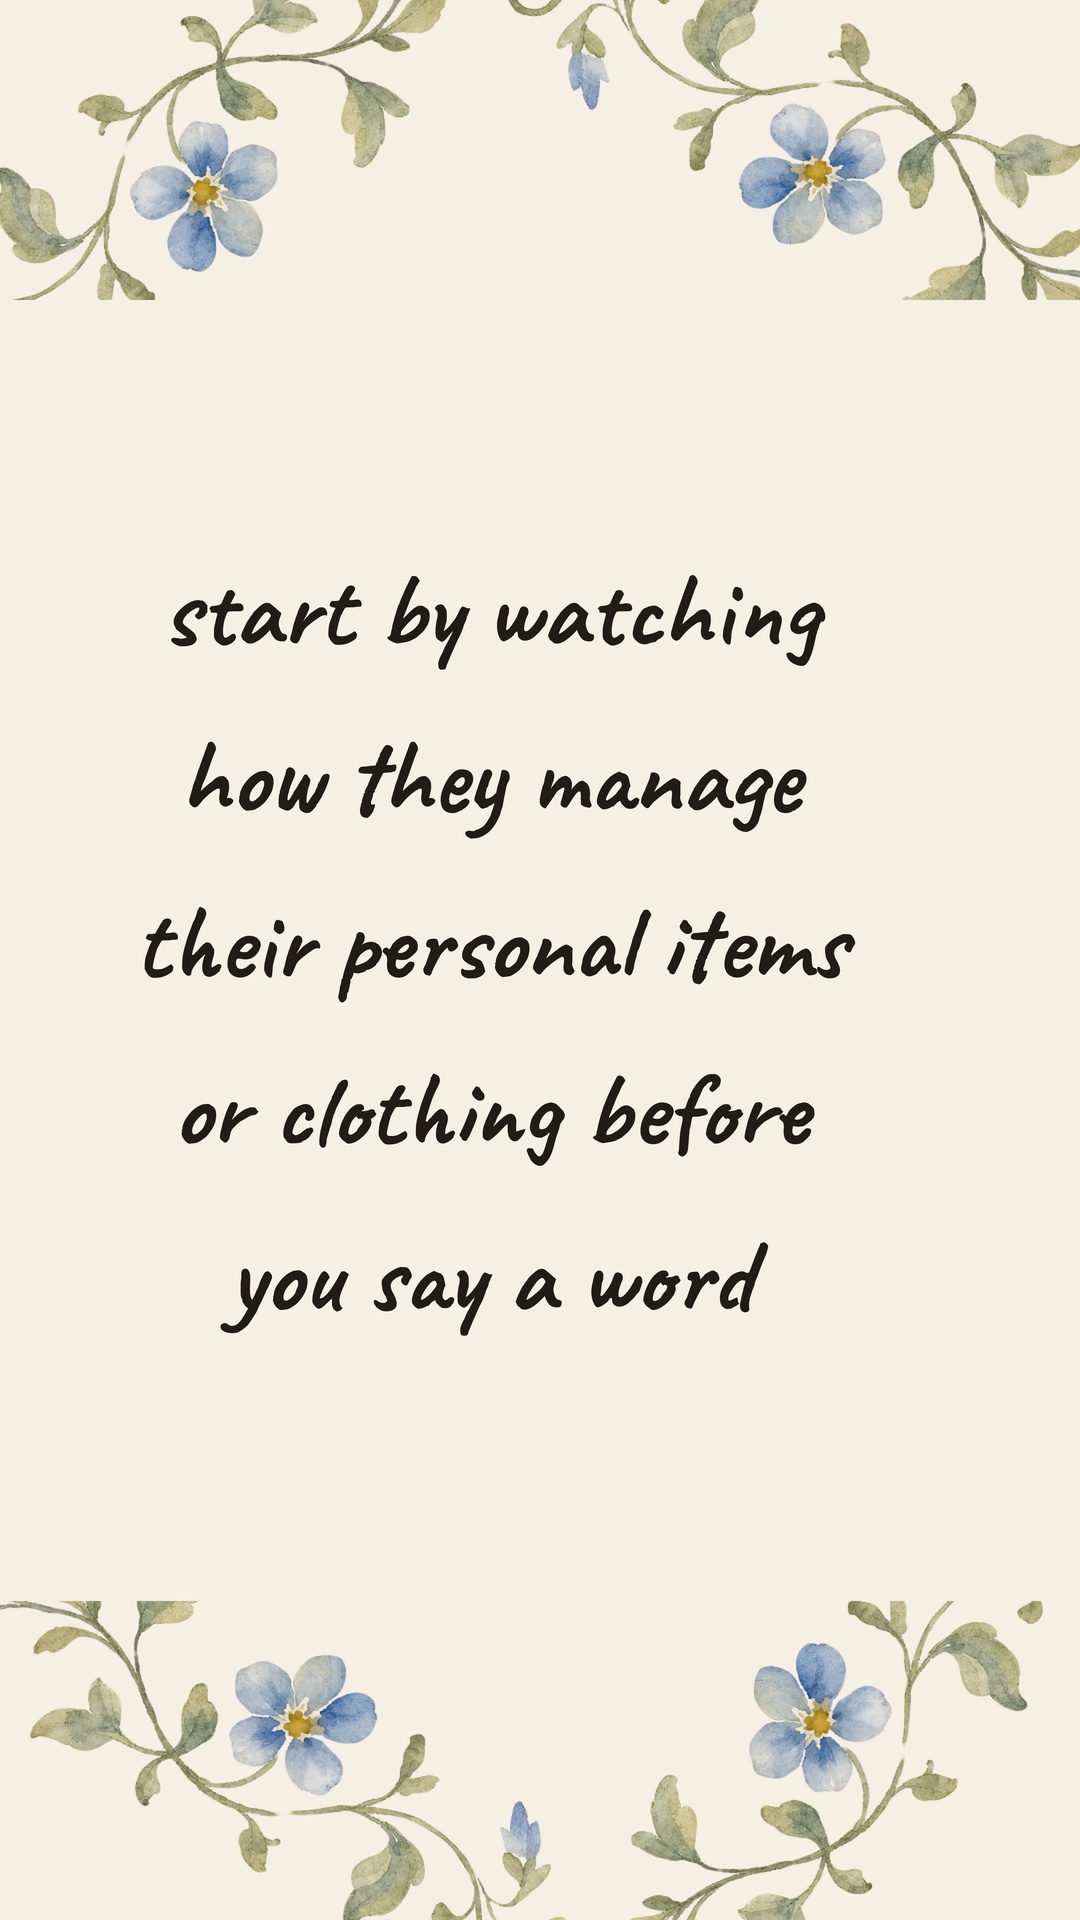 start by watching
how they manage
their personal items
or clothing before
you say a word